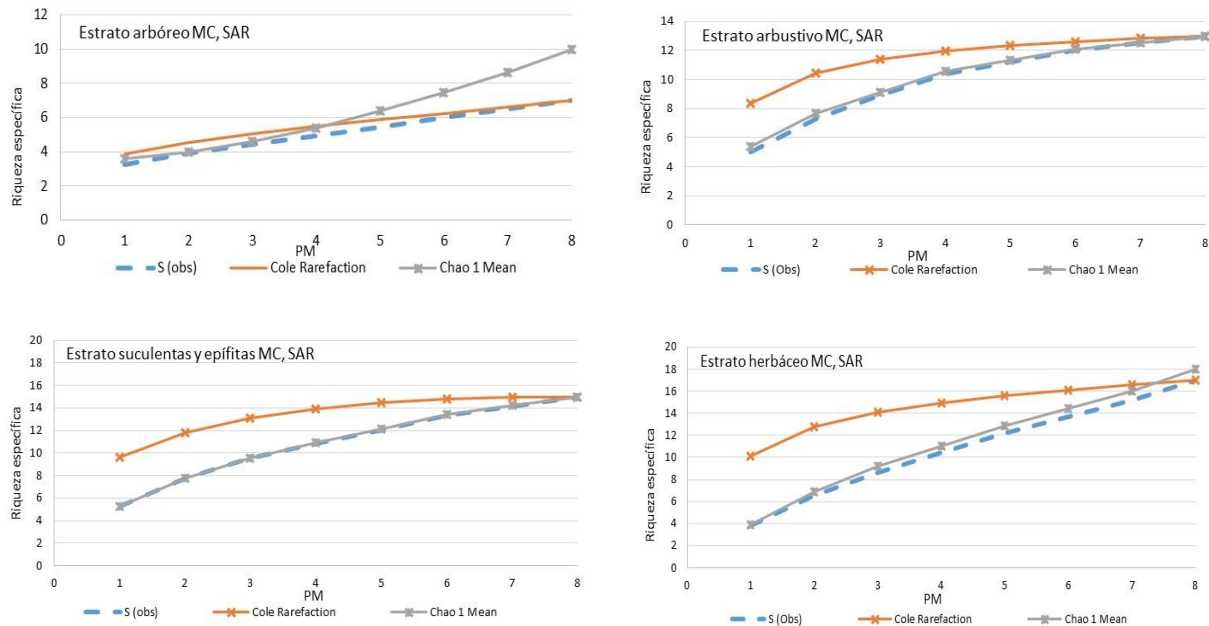 Estrato arbóreo MC, SAR
Riqueza específica
12
10
8
6
4
2
0
0 1 2 3 4 5 6 7 8
PM
S (obs) Cole Rarefaction Chao 1 Mean
Estrato arbustivo MC, SAR
Riqueza específica
14
12
10
8
6
4
2
0
0 1 2 3 4 5 6 7 8
PM
S (Obs) Cole Rarefaction Chao 1 Mean
Estrato suculentas y epífitas MC, SAR
Riqueza específica
20
18
16
14
12
10
8
6
4
2
0
0 1 2 3 4 5 6 7 8
PM
S (obs) Cole Rarefaction Chao 1 Mean
Estrato herbáceo MC, SAR
Riqueza específica
20
18
16
14
12
10
8
6
4
2
0
0 1 2 3 4 5 6 7 8
PM
S (Obs) Cole Rarefaction Chao 1 Mean